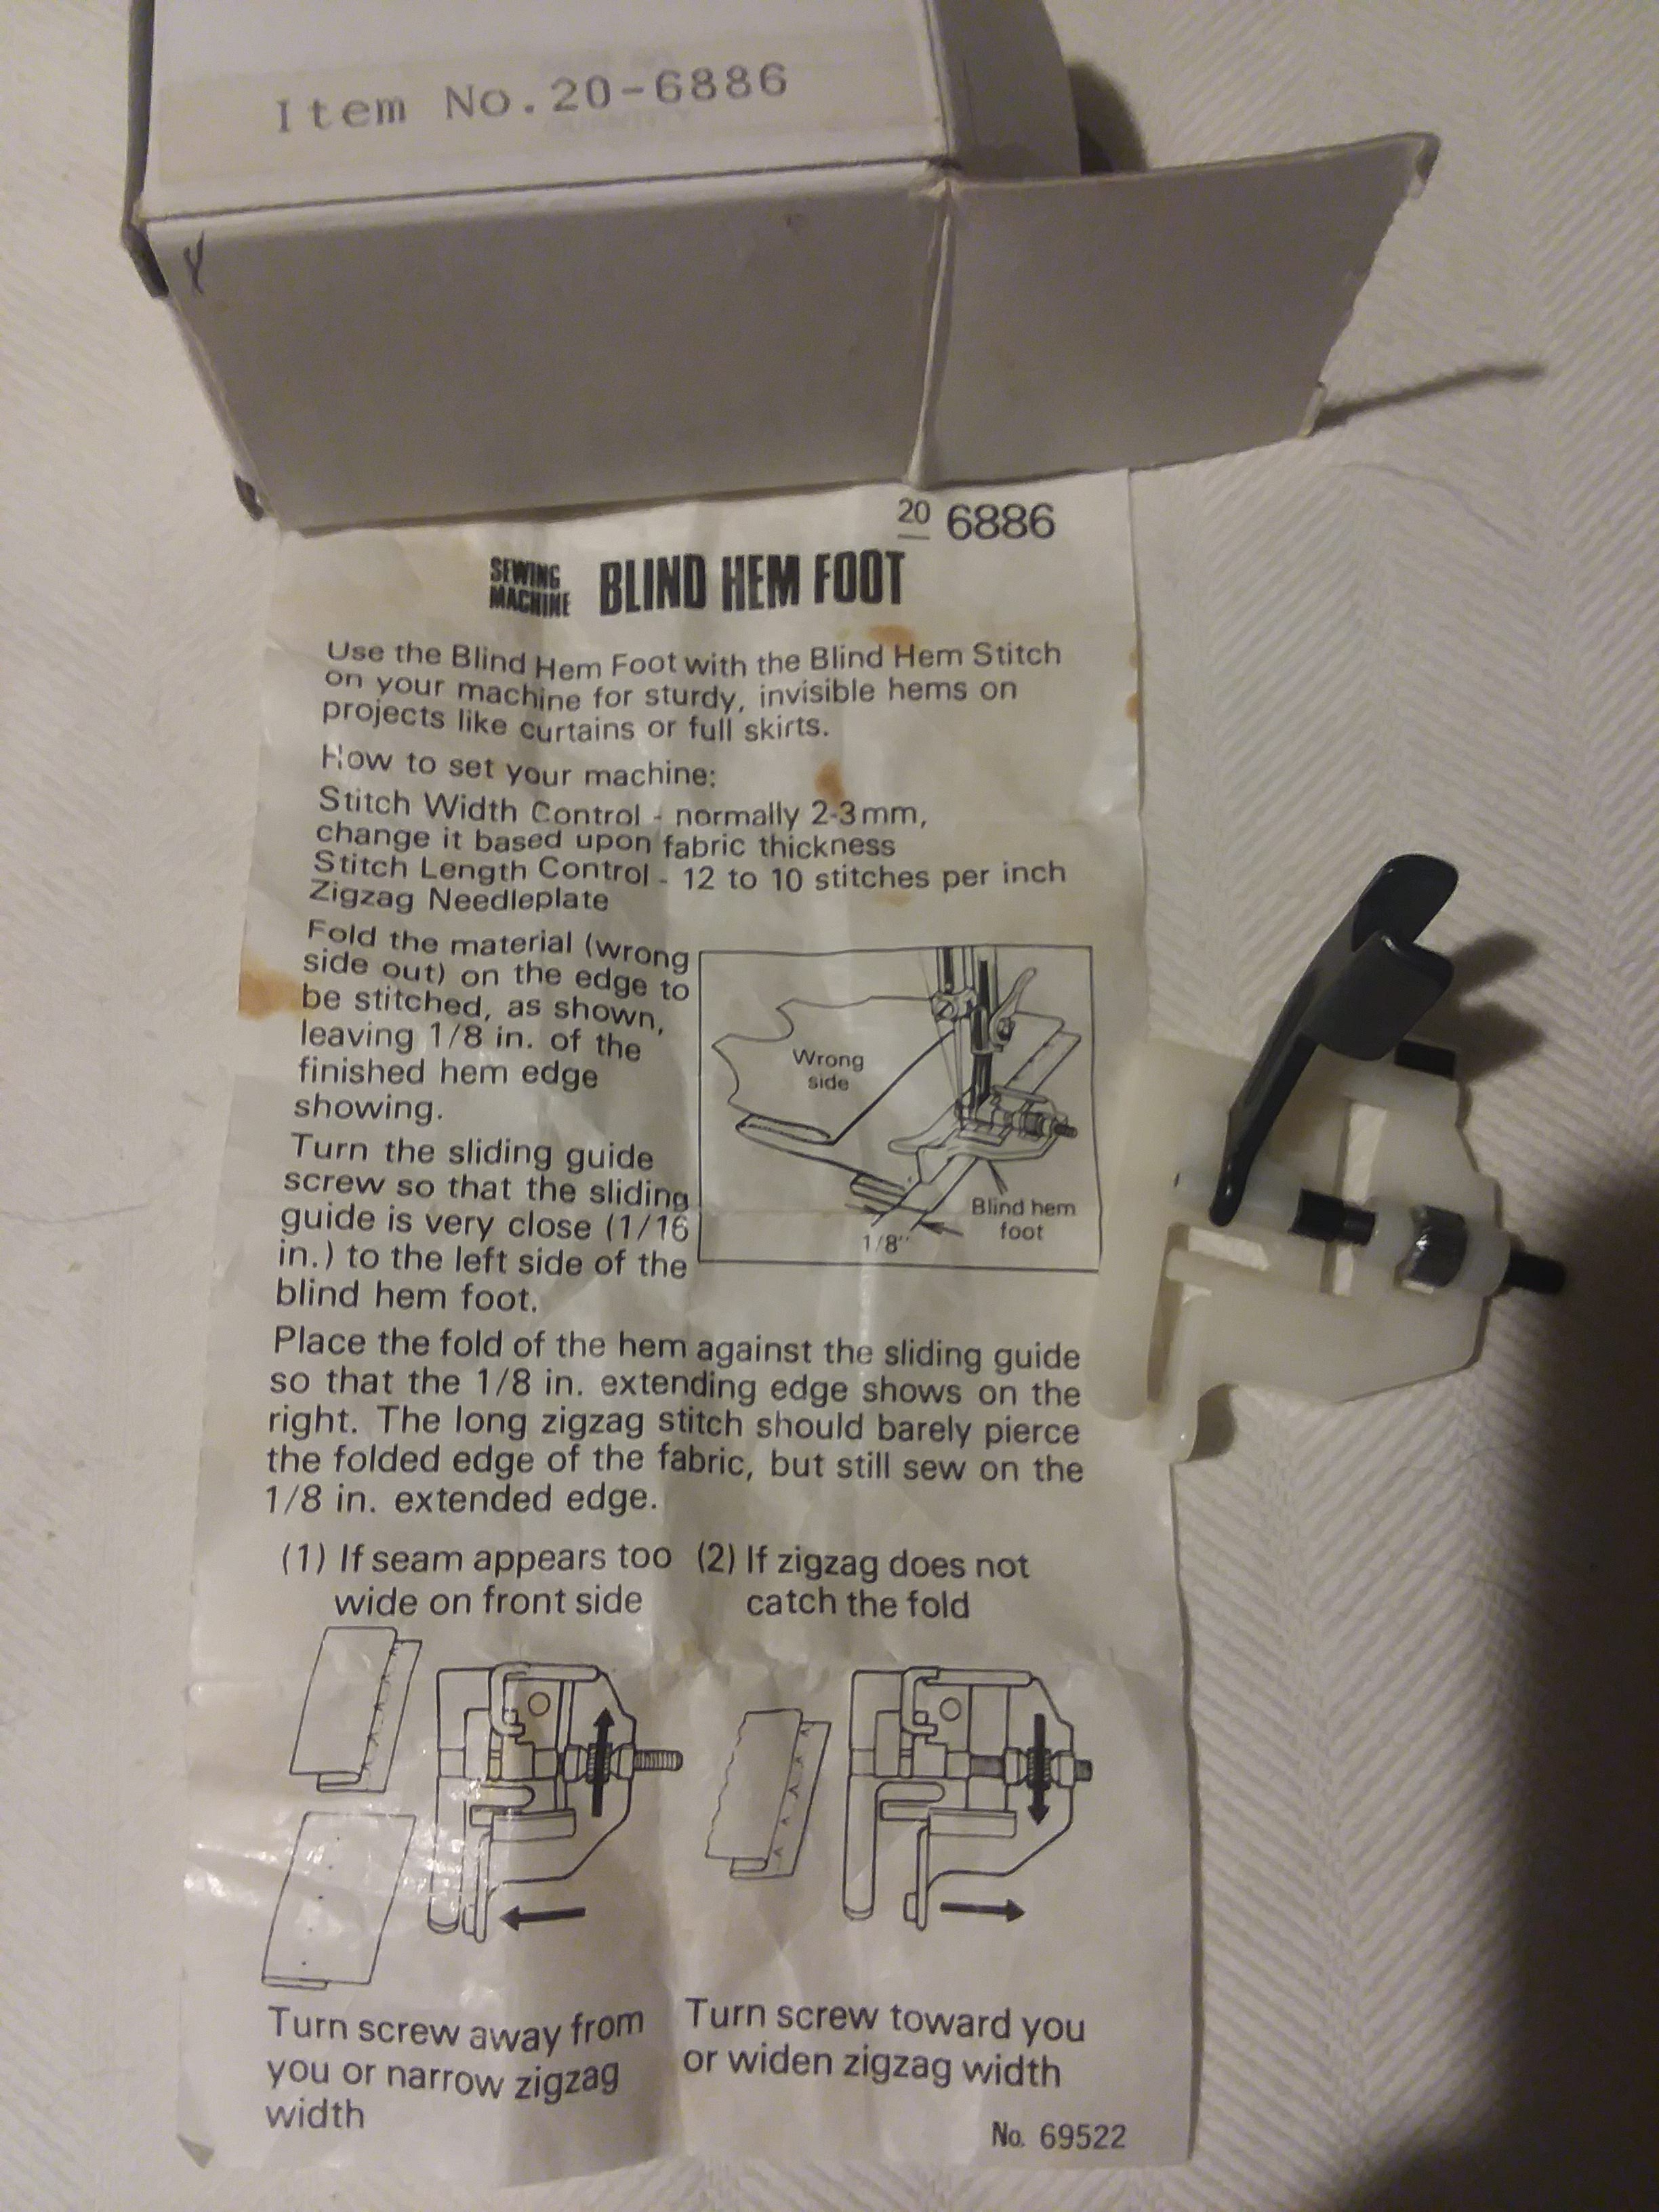 Item No.20-6886
Y
20 6886
SEWING MACHINE BLIND HEM FOOT
Use the Blind Hem Foot with the Blind Hem Stitch
on your machine for sturdy, invisible hems on
projects like curtains or full skirts.
How to set your machine:
Stitch Width Control - normally 2-3mm,
change it based upon fabric thickness
Stitch Length Control - 12 to 10 stitches per inch
Zigzag Needleplate
Fold the material (wrong
side out) on the edge to
be stitched, as shown,
leaving 1/8 in. of the
finished hem edge
showing.
Turn the sliding guide
screw so that the sliding
guide is very close (1/16
in.) to the left side of the
blind hem foot.
Wrong
side
Blind hem
foot
1/8"
Place the fold of the hem against the sliding guide
so that the 1/8 in. extending edge shows on the
right. The long zigzag stitch should barely pierce
the folded edge of the fabric, but still sew on the
1/8 in. extended edge.
(1) If seam appears too
wide on front side
(2) If zigzag does not
catch the fold
Turn screw away from
you or narrow zigzag
width
Turn screw toward you
or widen zigzag width
No. 69522